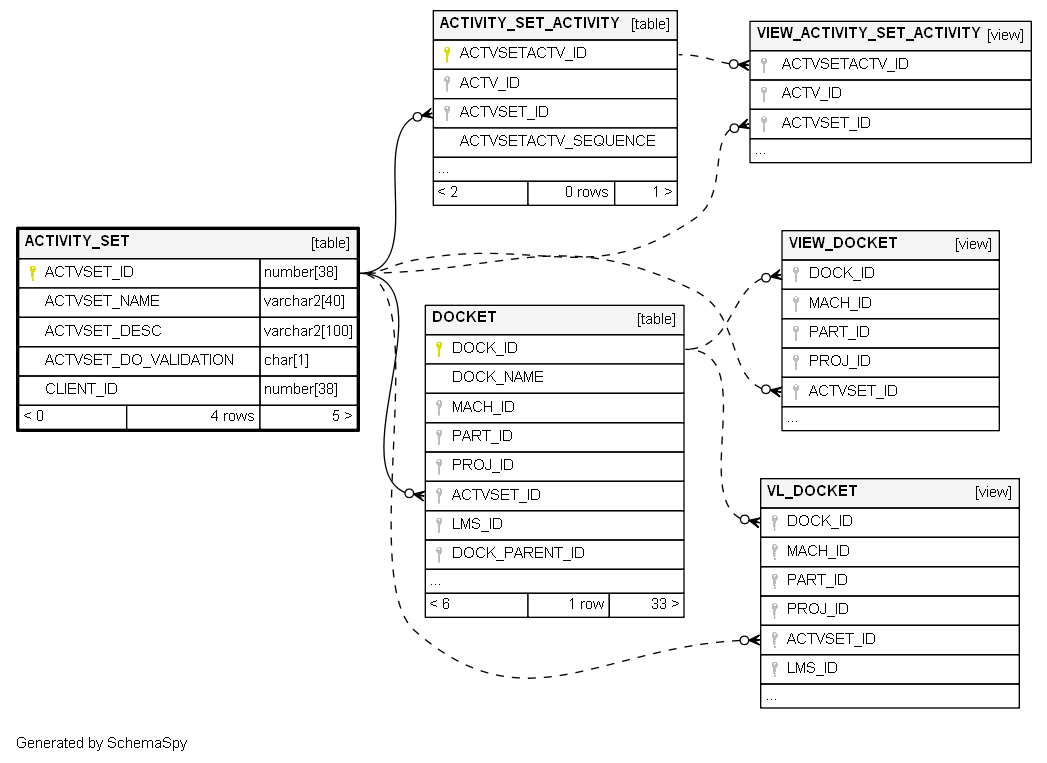 ACTIVITY_SET_ACTIVITY [table]
ACTVSETACTV_ID
ACTV_ID
ACTVSET_ID
ACTVSETACTV_SEQUENCE
...
< 2 0 rows 1 >
VIEW_ACTIVITY_SET_ACTIVITY [view]
ACTVSETACTV_ID
ACTV_ID
ACTVSET_ID
...
ACTIVITY_SET [table]
ACTVSET_ID number[38]
ACTVSET_NAME varchar2[40]
ACTVSET_DESC varchar2[100]
ACTVSET_DO_VALIDATION char[1]
CLIENT_ID number[38]
< 0 4 rows 5 >
VIEW_DOCKET [view]
DOCK_ID
MACH_ID
PART_ID
PROJ_ID
ACTVSET_ID
...
DOCKET [table]
DOCK_ID
DOCK_NAME
MACH_ID
PART_ID
PROJ_ID
ACTVSET_ID
LMS_ID
DOCK_PARENT_ID
...
< 6 1 row 33 >
VL_DOCKET [view]
DOCK_ID
MACH_ID
PART_ID
PROJ_ID
ACTVSET_ID
LMS_ID
...
Generated by SchemaSpy